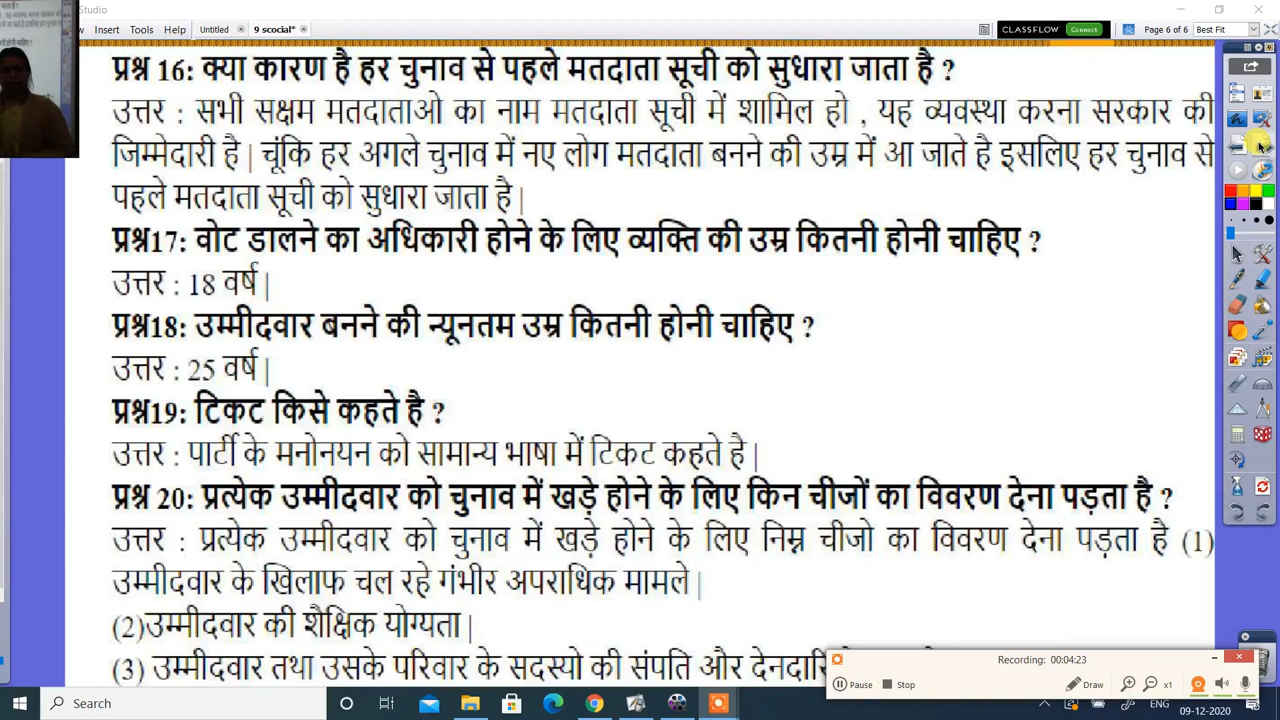 Studio
Insert Tools Help Untitled 9 scocial* CLASSFLOW Connect Page 6 of 6 Best Fit
प्रश्न 16: क्या कारण है हर चुनाव से पहले मतदाता सूची को सुधारा जाता है ?
उत्तर : सभी सक्षम मतदाताओ का नाम मतदाता सूची में शामिल हो , यह व्यवस्था करना सरकार की
जिम्मेदारी है | चूंकि हर अगले चुनाव में नए लोग मतदाता बनने की उम्र में आ जाते है इसलिए हर चुनाव से
पहले मतदाता सूची को सुधारा जाता है |
प्रश्न17: वोट डालने का अधिकारी होने के लिए व्यक्ति की उम्र कितनी होनी चाहिए ?
उत्तर : 18 वर्ष |
प्रश्न18: उम्मीदवार बनने की न्यूनतम उम्र कितनी होनी चाहिए ?
उत्तर : 25 वर्ष |
प्रश्न19: टिकट किसे कहते है ?
उत्तर : पार्टी के मनोनयन को सामान्य भाषा में टिकट कहते है |
प्रश्न 20: प्रत्येक उम्मीदवार को चुनाव में खड़े होने के लिए किन चीजों का विवरण देना पड़ता है ?
उत्तर : प्रत्येक उम्मीदवार को चुनाव में खड़े होने के लिए निम्न चीजो का विवरण देना पड़ता है (1)
उम्मीदवार के खिलाफ चल रहे गंभीर अपराधिक मामले |
(2)उम्मीदवार की शैक्षिक योग्यता |
(3) उम्मीदवार तथा उसके परिवार के सदस्यो की संपति और
Recording: 00:04:23
Pause Stop Draw x1
Search ENG
09-12-2020